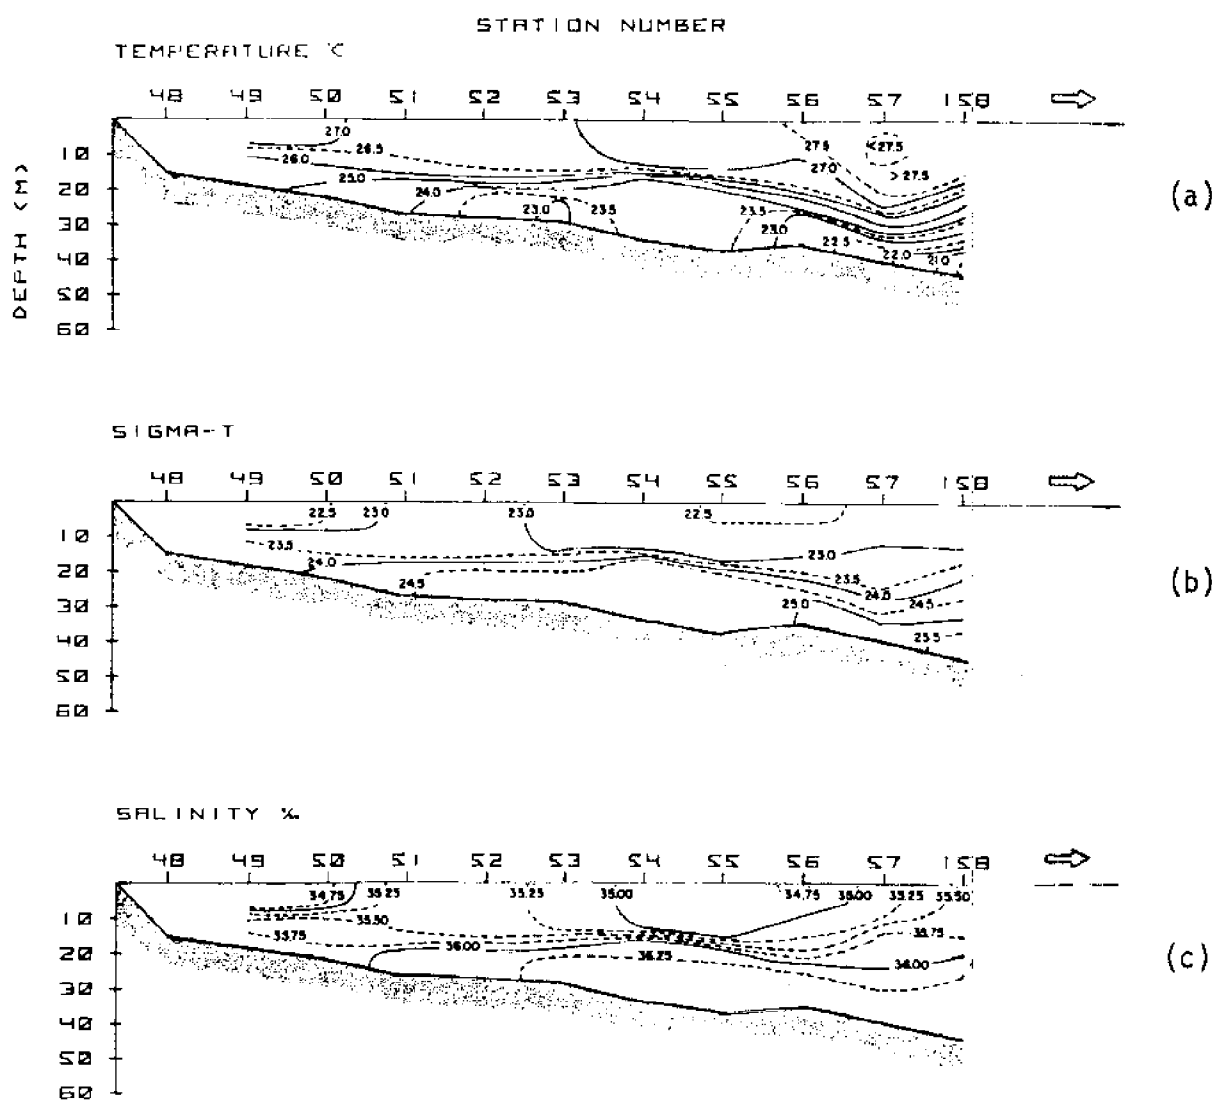 STATION NUMBER
TEMPERATURE °C
48 49 50 51 52 53 54 55 56 57 158
27.0 27.5 <27.5
10 26.5 26.0 27.0 >27.5
20 25.0 24.0
30 23.0 23.5 23.5 23.0 22.5
40 22.0 21.0
50
60
DEPTH (M)
(a)
SIGMA-T
48 49 50 51 52 53 54 55 56 57 158
22.5 23.0 23.0 22.5
10 23.5 23.0
20 24.0 24.5 23.5 24.0
30 25.0 24.5
40 25.5
50
60
(b)
SALINITY ‰
48 49 50 51 52 53 54 55 56 57 158
34.75 35.25 35.25 35.00 34.75 35.00 35.25 35.50
10 35.50 35.75 35.75
20 36.00 36.25 36.00
30
40
50
60
(c)